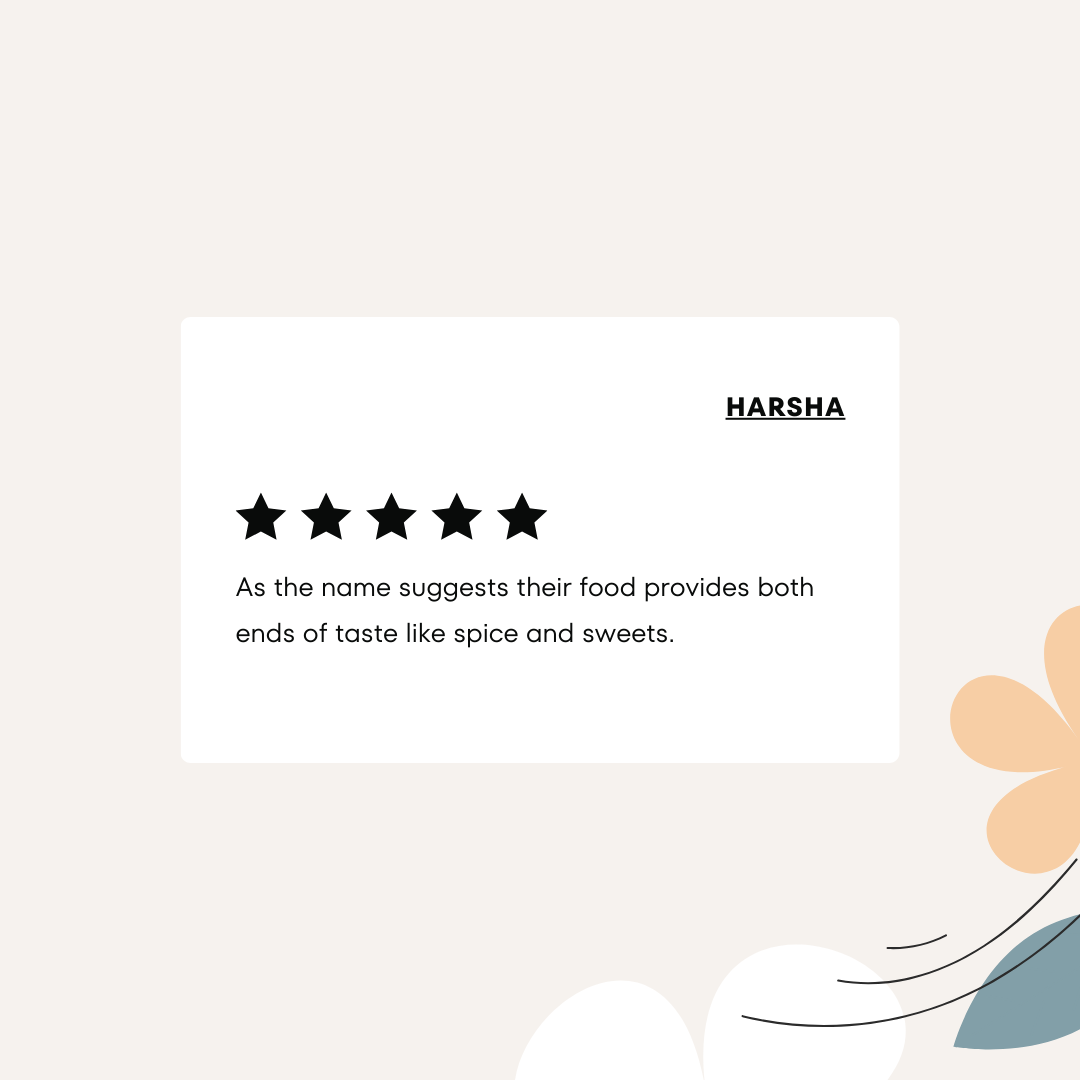 HARSHA
As the name suggests their food provides both
ends of taste like spice and sweets.